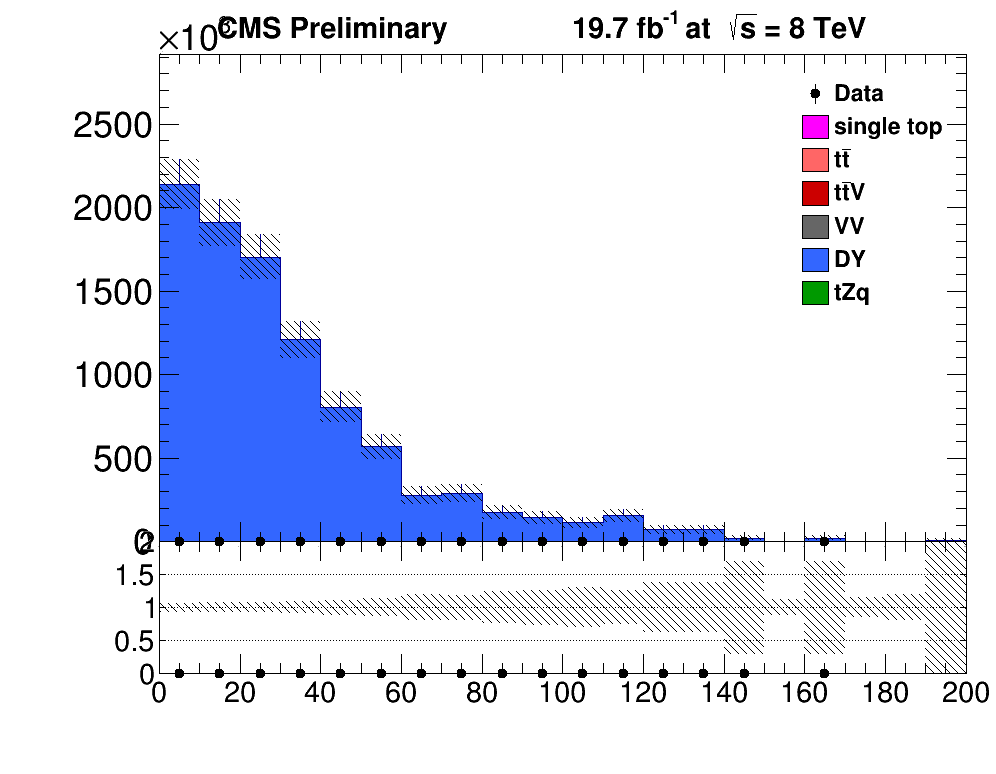 ×10³ CMS Preliminary 19.7 fb⁻¹ at √s = 8 TeV
Data
single top
tt̄
tt̄V
VV
DY
tZq
2500
2000
1500
1000
500
0
2
1.5
1
0.5
0
0 20 40 60 80 100 120 140 160 180 200